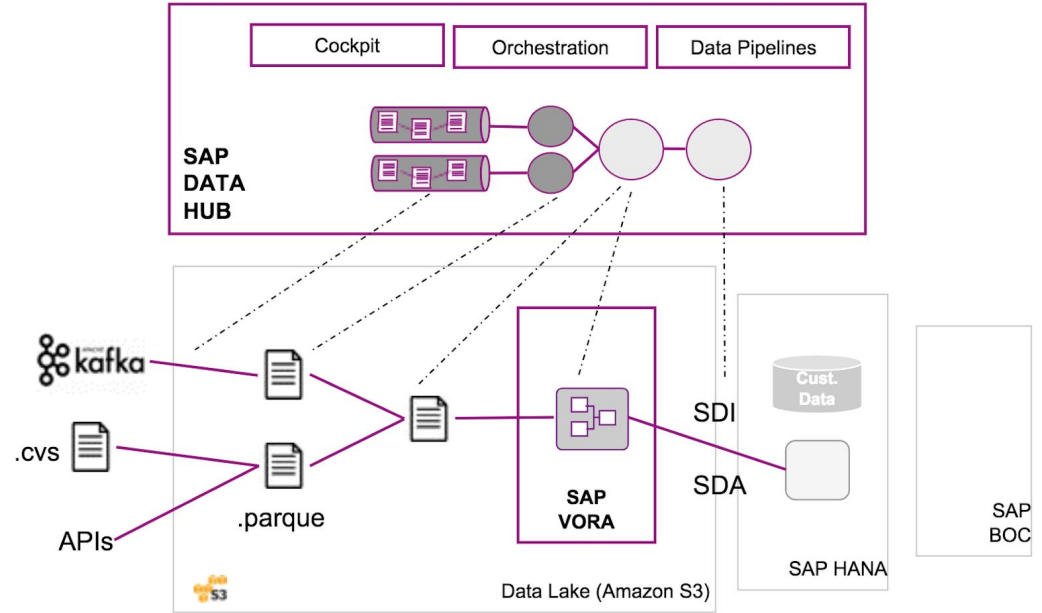 Cockpit
Orchestration
Data Pipelines
SAP
DATA
HUB
APACHE
kafka
.cvs
APIs
.parque
SAP
VORA
SDI
SDA
Cust.
Data
SAP HANA
SAP
BOC
S3
Data Lake (Amazon S3)